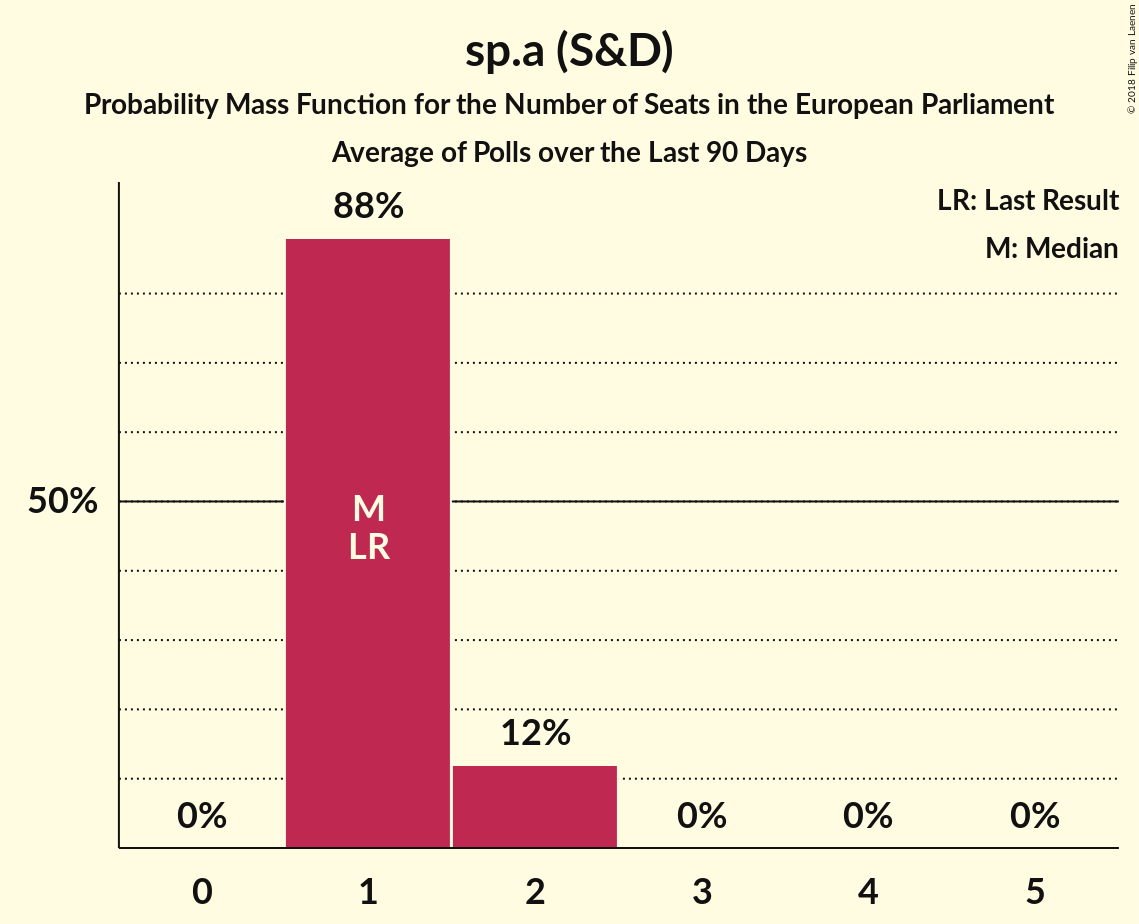 sp.a (S&D)
Probability Mass Function for the Number of Seats in the European Parliament
Average of Polls over the Last 90 Days
© 2018 Filip van Laenen
LR: Last Result
M: Median
88%
50%
M
LR
12%
0%
0%
0%
0%
0
1
2
3
4
5